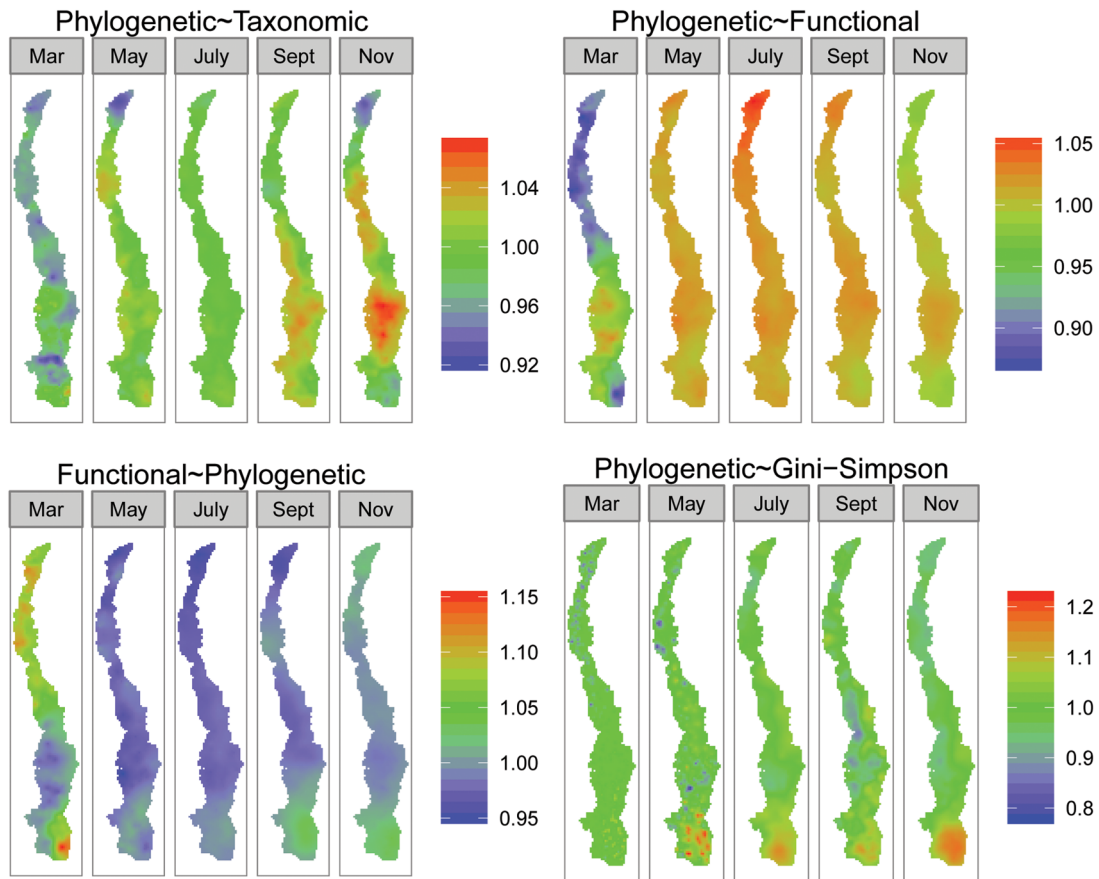 Phylogenetic~Taxonomic
Mar May July Sept Nov
1.04
1.00
0.96
0.92
Phylogenetic~Functional
Mar May July Sept Nov
1.05
1.00
0.95
0.90
Functional~Phylogenetic
Mar May July Sept Nov
1.15
1.10
1.05
1.00
0.95
Phylogenetic~Gini−Simpson
Mar May July Sept Nov
1.2
1.1
1.0
0.9
0.8